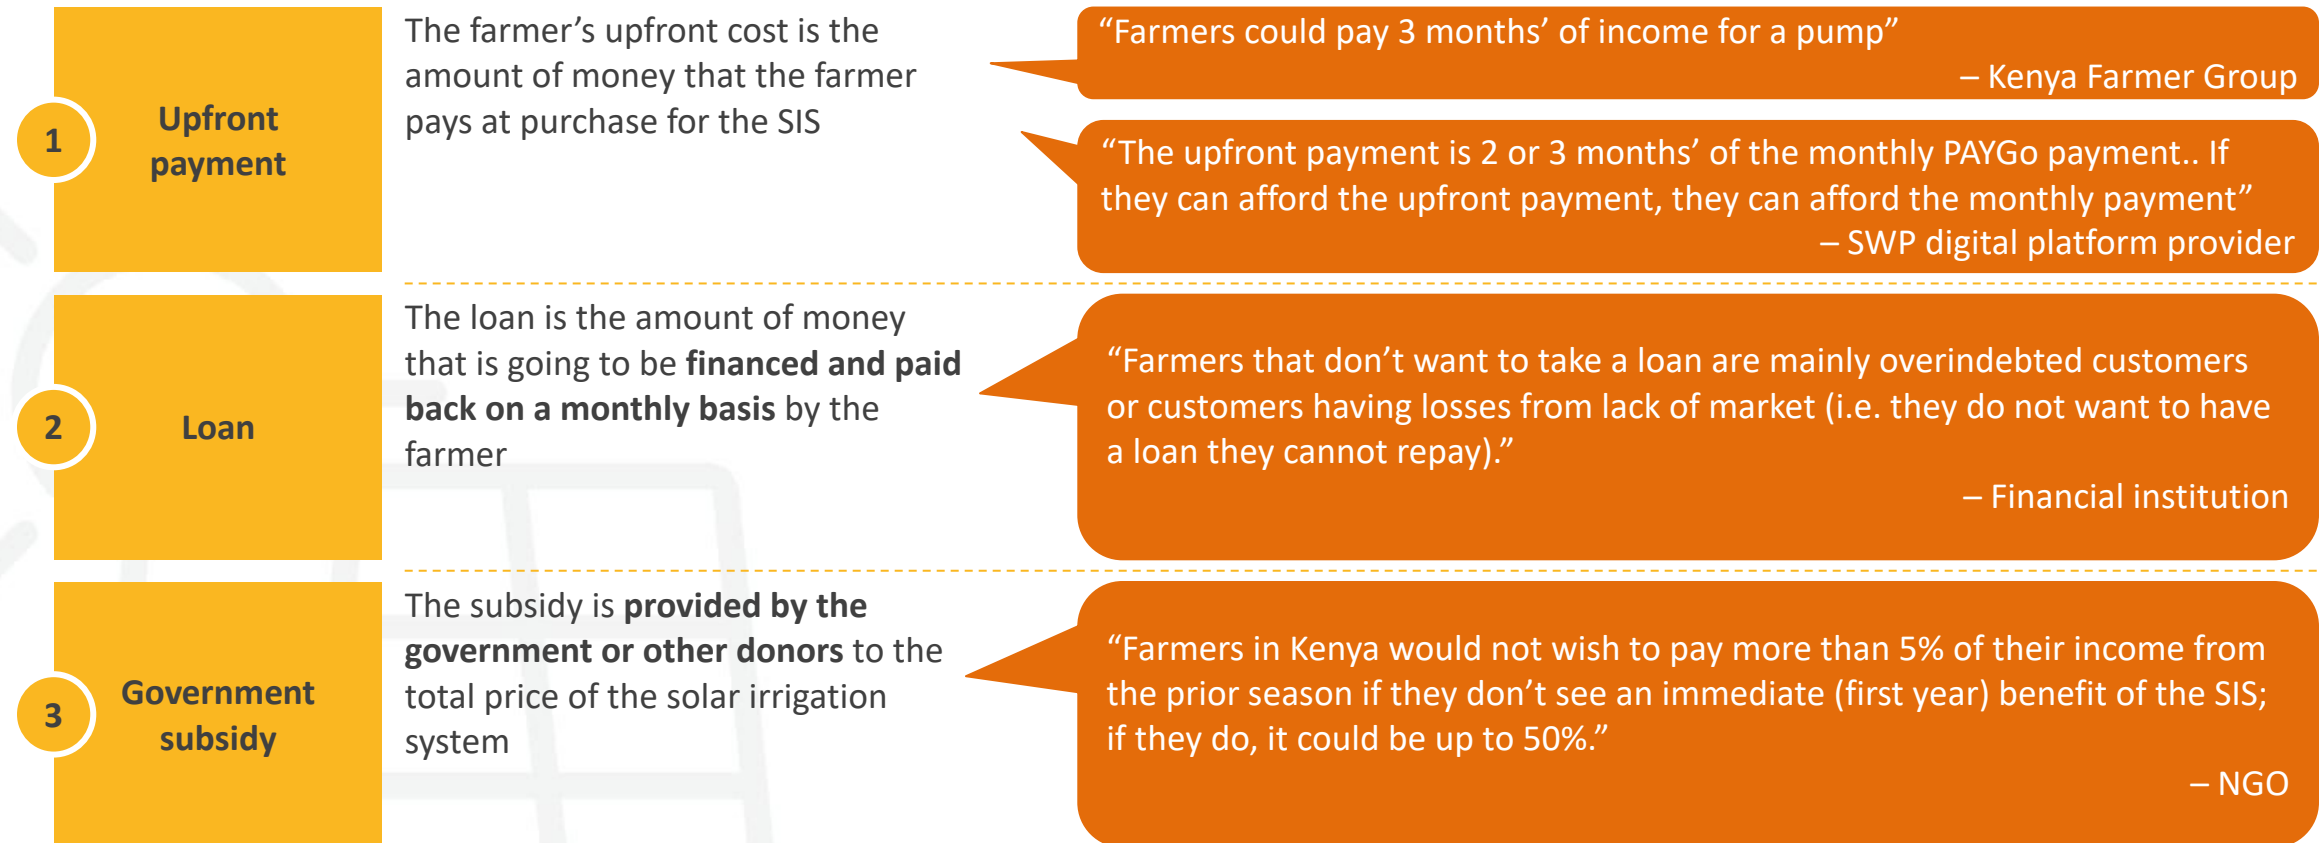 1
Upfront
payment
The farmer’s upfront cost is the
amount of money that the farmer
pays at purchase for the SIS
“Farmers could pay 3 months’ of income for a pump”
– Kenya Farmer Group
“The upfront payment is 2 or 3 months’ of the monthly PAYGo payment.. If
they can afford the upfront payment, they can afford the monthly payment”
– SWP digital platform provider
2
Loan
The loan is the amount of money
that is going to be financed and paid
back on a monthly basis by the
farmer
“Farmers that don’t want to take a loan are mainly overindebted customers
or customers having losses from lack of market (i.e. they do not want to have
a loan they cannot repay).”
– Financial institution
3
Government
subsidy
The subsidy is provided by the
government or other donors to the
total price of the solar irrigation
system
“Farmers in Kenya would not wish to pay more than 5% of their income from
the prior season if they don’t see an immediate (first year) benefit of the SIS;
if they do, it could be up to 50%.”
– NGO